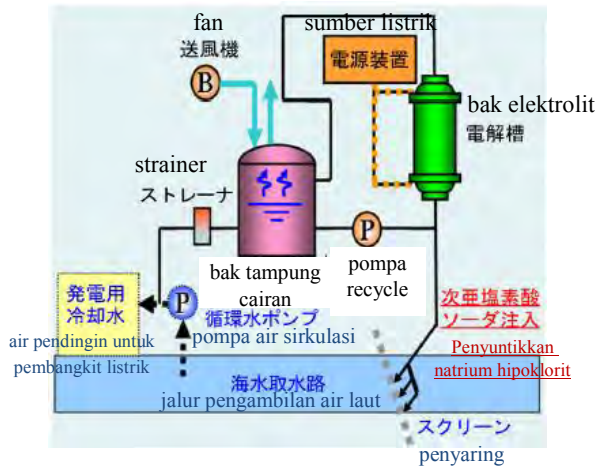 fan
送風機
B
sumber listrik
電源装置
bak elektrolit
電解槽
strainer
ストレーナ
bak tampung
cairan
P
pompa
recycle
発電用
冷却水
air pendingin untuk
pembangkit listrik
P
循環水ポンプ
pompa air sirkulasi
次亜塩素酸
ソーダ注入
Penyuntikkan
natrium hipoklorit
海水取水路
jalur pengambilan air laut
スクリーン
penyaring